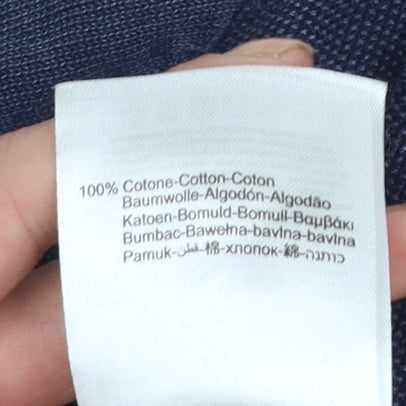 100% Cotone-Cotton-Coton
Baumwolle-Algodón-Algodão
Katoen-Bomuld-Bomull-Βαμβάκι
Bumbac-Bawełna-bavlna-bavlna
Pamuk-قطن-棉-хлопок-綿-כותנה